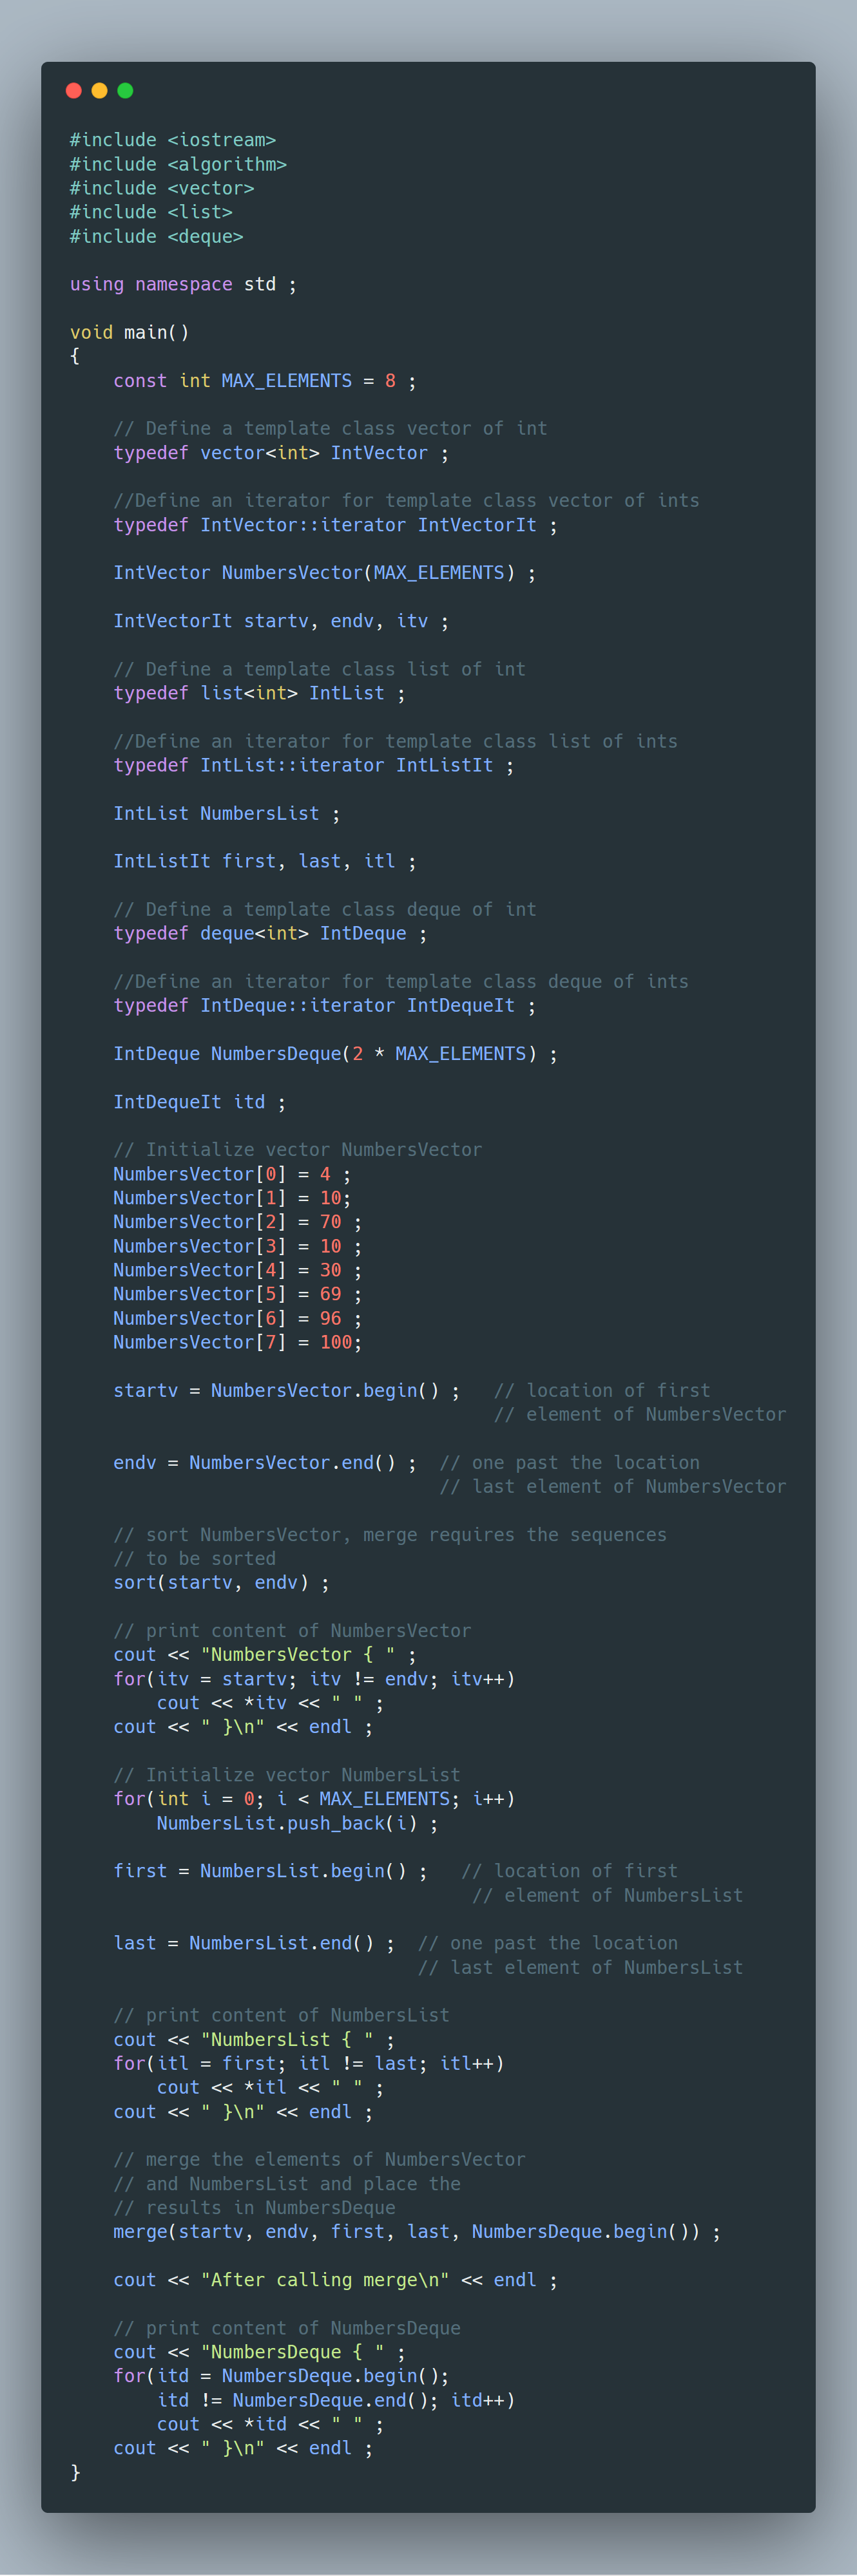 #include <iostream>
#include <algorithm>
#include <vector>
#include <list>
#include <deque>

using namespace std ;

void main()
{
    const int MAX_ELEMENTS = 8 ;

    // Define a template class vector of int
    typedef vector<int> IntVector ;

    //Define an iterator for template class vector of ints
    typedef IntVector::iterator IntVectorIt ;

    IntVector NumbersVector(MAX_ELEMENTS) ;

    IntVectorIt startv, endv, itv ;

    // Define a template class list of int
    typedef list<int> IntList ;

    //Define an iterator for template class list of ints
    typedef IntList::iterator IntListIt ;

    IntList NumbersList ;

    IntListIt first, last, itl ;

    // Define a template class deque of int
    typedef deque<int> IntDeque ;

    //Define an iterator for template class deque of ints
    typedef IntDeque::iterator IntDequeIt ;

    IntDeque NumbersDeque(2 * MAX_ELEMENTS) ;

    IntDequeIt itd ;

    // Initialize vector NumbersVector
    NumbersVector[0] = 4 ;
    NumbersVector[1] = 10;
    NumbersVector[2] = 70 ;
    NumbersVector[3] = 10 ;
    NumbersVector[4] = 30 ;
    NumbersVector[5] = 69 ;
    NumbersVector[6] = 96 ;
    NumbersVector[7] = 100;

    startv = NumbersVector.begin() ;   // location of first
                                       // element of NumbersVector

    endv = NumbersVector.end() ;  // one past the location
                                  // last element of NumbersVector

    // sort NumbersVector, merge requires the sequences
    // to be sorted
    sort(startv, endv) ;

    // print content of NumbersVector
    cout << "NumbersVector { " ;
    for(itv = startv; itv != endv; itv++)
        cout << *itv << " " ;
    cout << " }\n" << endl ;

    // Initialize vector NumbersList
    for(int i = 0; i < MAX_ELEMENTS; i++)
        NumbersList.push_back(i) ;

    first = NumbersList.begin() ;   // location of first
                                     // element of NumbersList

    last = NumbersList.end() ;  // one past the location
                                // last element of NumbersList

    // print content of NumbersList
    cout << "NumbersList { " ;
    for(itl = first; itl != last; itl++)
        cout << *itl << " " ;
    cout << " }\n" << endl ;

    // merge the elements of NumbersVector
    // and NumbersList and place the
    // results in NumbersDeque
    merge(startv, endv, first, last, NumbersDeque.begin()) ;

    cout << "After calling merge\n" << endl ;

    // print content of NumbersDeque
    cout << "NumbersDeque { " ;
    for(itd = NumbersDeque.begin();
        itd != NumbersDeque.end(); itd++)
        cout << *itd << " " ;
    cout << " }\n" << endl ;
}